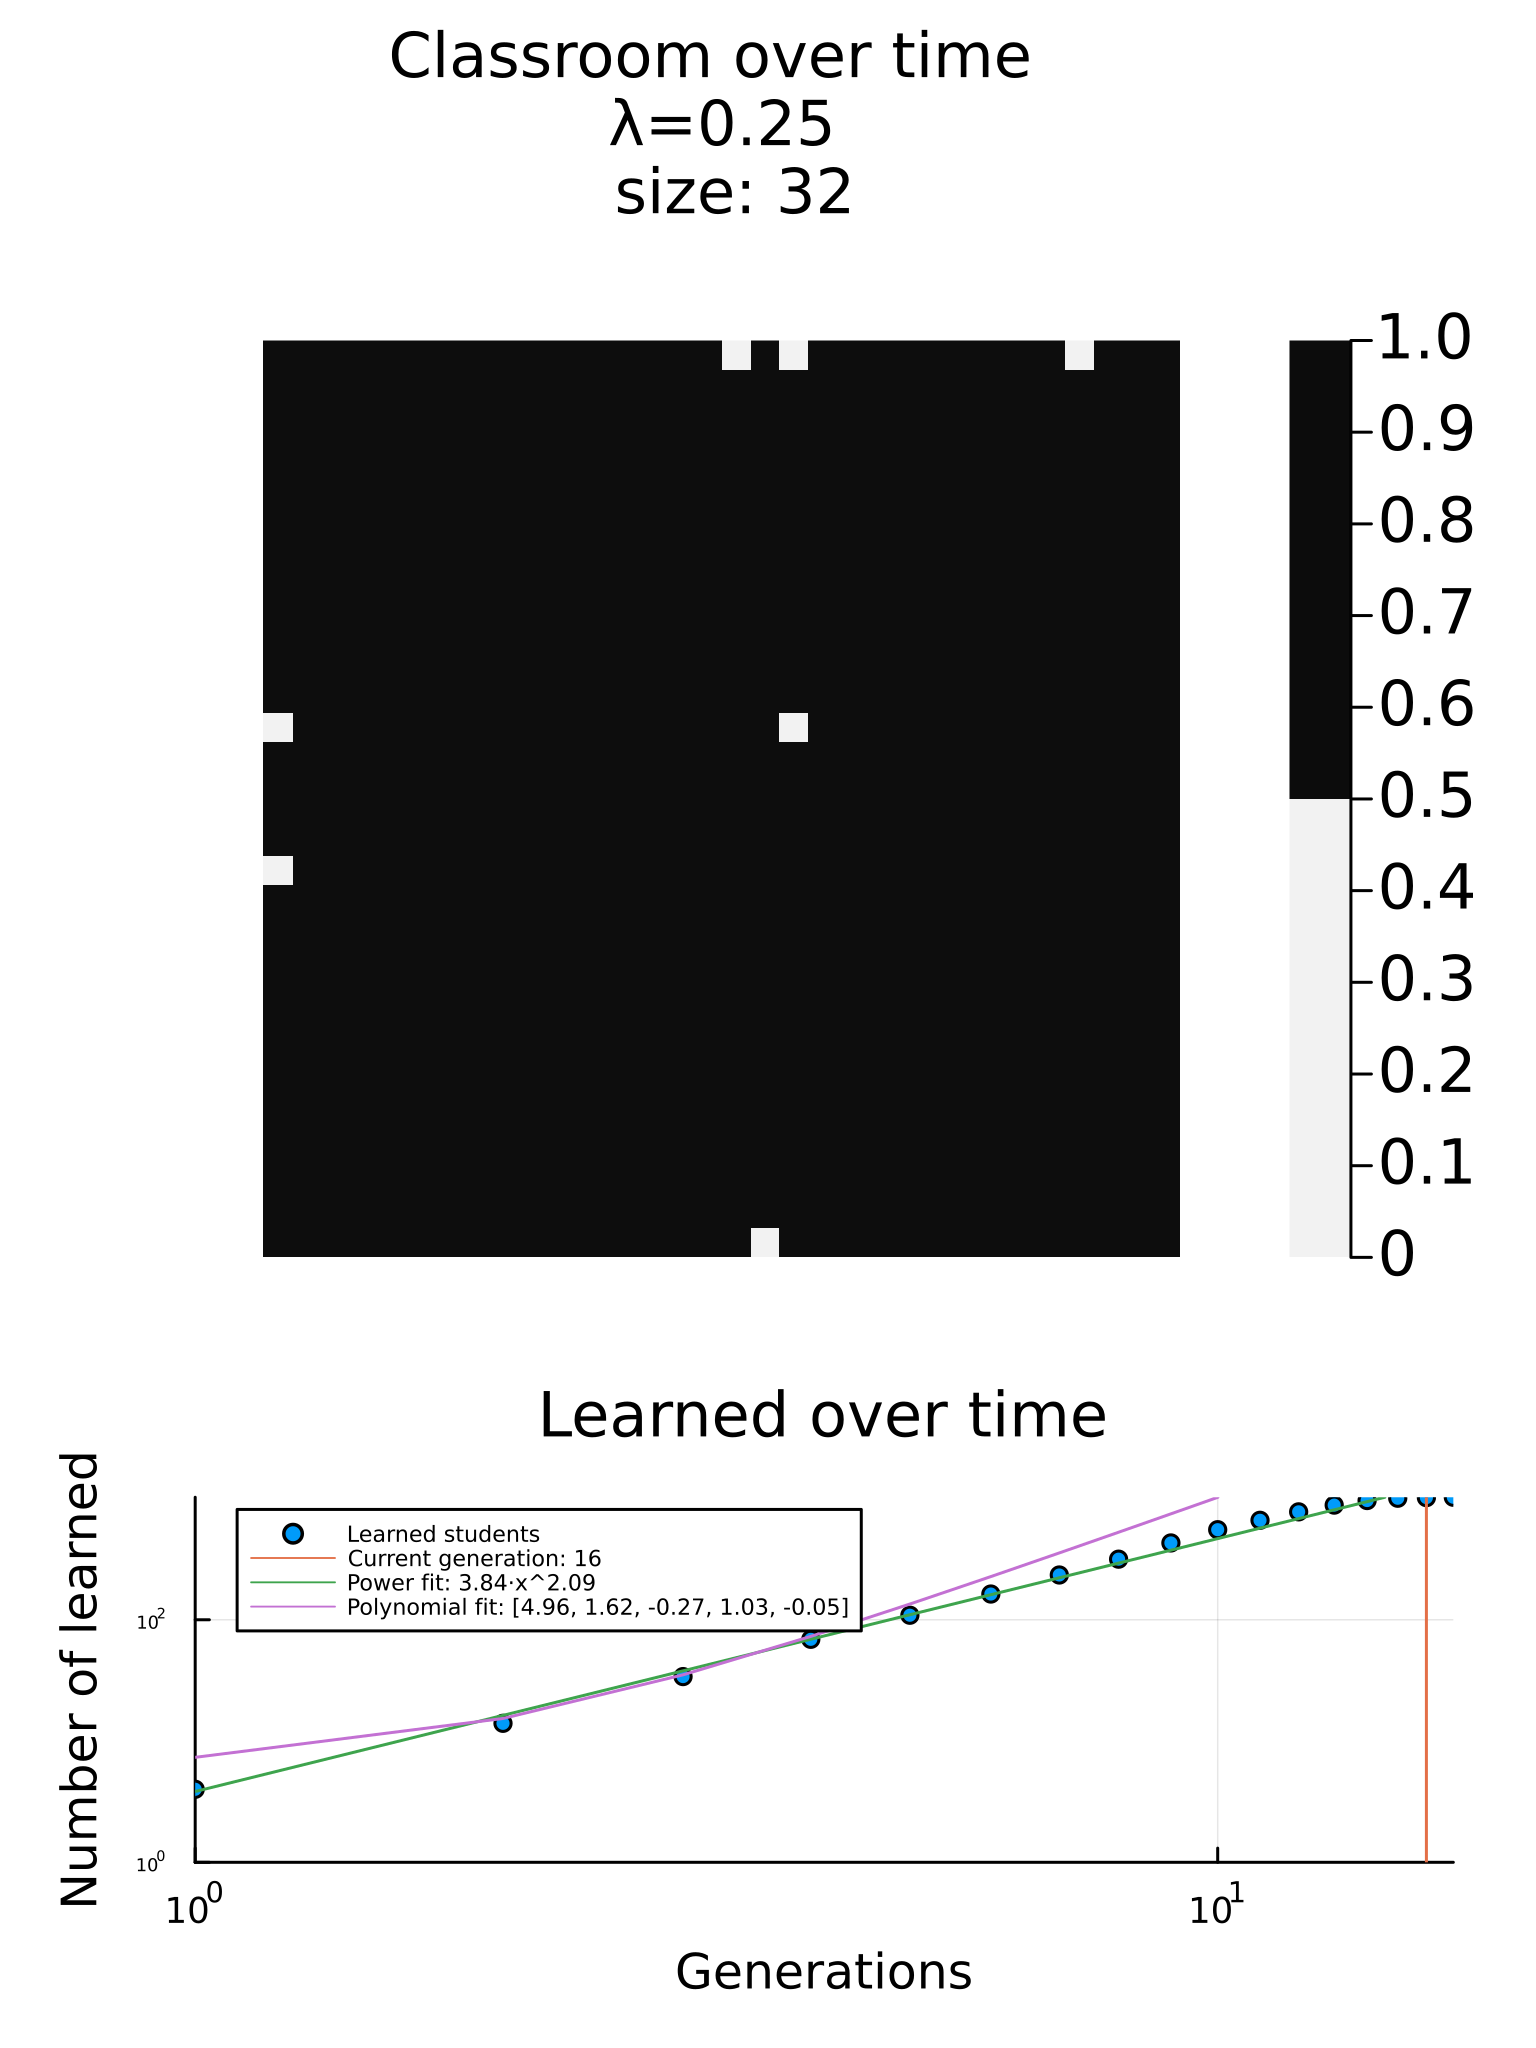 Classroom over time
λ=0.25
size: 32
1.0
0.9
0.8
0.7
0.6
0.5
0.4
0.3
0.2
0.1
0
Learned over time
Number of learned
Learned students
Current generation: 16
Power fit: 3.84·x^2.09
Polynomial fit: [4.96, 1.62, -0.27, 1.03, -0.05]
10²
10⁰
10⁰
10¹
Generations